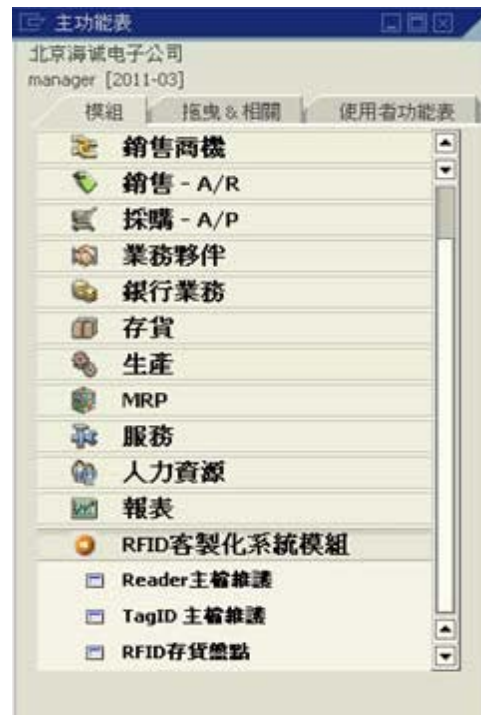 主功能表
北京海诚电子公司
manager [2011-03]
模組 拖曳 & 相關 使用者功能表
銷售商機
銷售 - A/R
採購 - A/P
業務夥伴
銀行業務
存貨
生產
MRP
服務
人力資源
報表
RFID客製化系統模組
Reader主檔維護
TagID 主檔維護
RFID存貨盤點